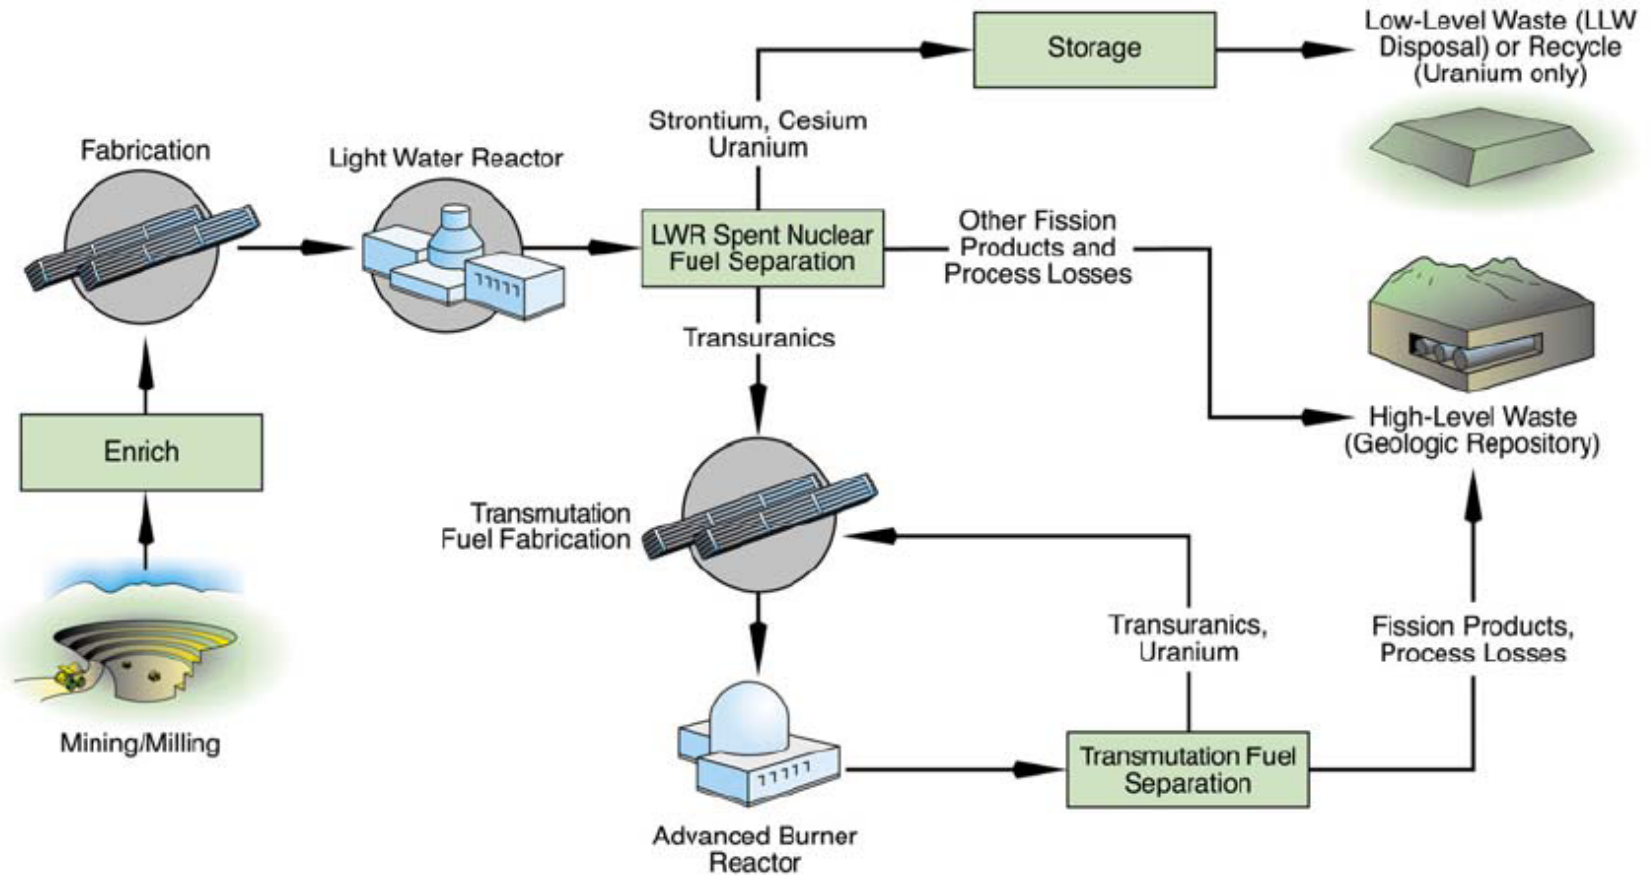 Low-Level Waste (LLW
Disposal) or Recycle
(Uranium only)
Storage
Strontium, Cesium
Uranium
Fabrication
Light Water Reactor
LWR Spent Nuclear
Fuel Separation
Other Fission
Products and
Process Losses
Transuranics
High-Level Waste
(Geologic Repository)
Enrich
Transmutation
Fuel Fabrication
Transuranics,
Uranium
Fission Products,
Process Losses
Mining/Milling
Transmutation Fuel
Separation
Advanced Burner
Reactor